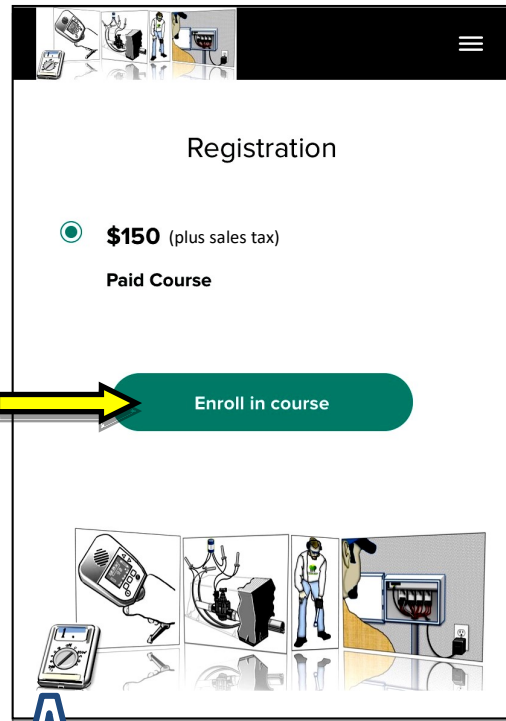 Registration
$150 (plus sales tax)
Paid Course
Enroll in course
A